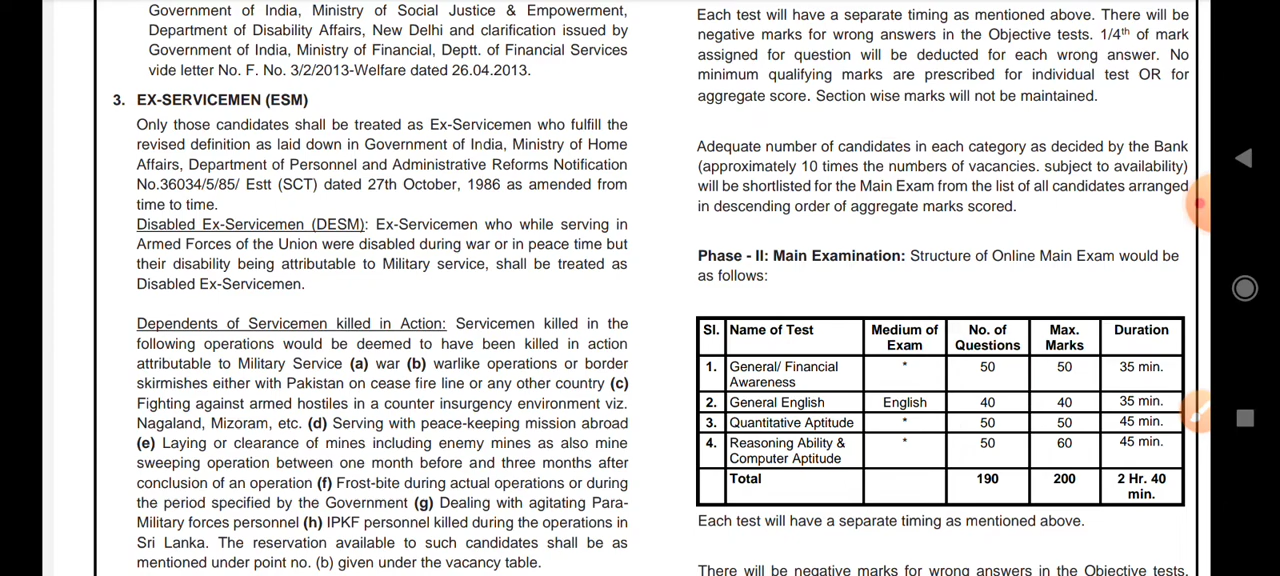 Government of India, Ministry of Social Justice & Empowerment,
Department of Disability Affairs, New Delhi and clarification issued by
Government of India, Ministry of Financial, Deptt. of Financial Services
vide letter No. F. No. 3/2/2013-Welfare dated 26.04.2013.
3. EX-SERVICEMEN (ESM)
Only those candidates shall be treated as Ex-Servicemen who fulfill the
revised definition as laid down in Government of India, Ministry of Home
Affairs, Department of Personnel and Administrative Reforms Notification
No.36034/5/85/ Estt (SCT) dated 27th October, 1986 as amended from
time to time.
Disabled Ex-Servicemen (DESM): Ex-Servicemen who while serving in
Armed Forces of the Union were disabled during war or in peace time but
their disability being attributable to Military service, shall be treated as
Disabled Ex-Servicemen.
Dependents of Servicemen killed in Action: Servicemen killed in the
following operations would be deemed to have been killed in action
attributable to Military Service (a) war (b) warlike operations or border
skirmishes either with Pakistan on cease fire line or any other country (c)
Fighting against armed hostiles in a counter insurgency environment viz.
Nagaland, Mizoram, etc. (d) Serving with peace-keeping mission abroad
(e) Laying or clearance of mines including enemy mines as also mine
sweeping operation between one month before and three months after
conclusion of an operation (f) Frost-bite during actual operations or during
the period specified by the Government (g) Dealing with agitating Para-
Military forces personnel (h) IPKF personnel killed during the operations in
Sri Lanka. The reservation available to such candidates shall be as
mentioned under point no. (b) given under the vacancy table.
Each test will have a separate timing as mentioned above. There will be
negative marks for wrong answers in the Objective tests. 1/4th of mark
assigned for question will be deducted for each wrong answer. No
minimum qualifying marks are prescribed for individual test OR for
aggregate score. Section wise marks will not be maintained.
Adequate number of candidates in each category as decided by the Bank
(approximately 10 times the numbers of vacancies. subject to availability)
will be shortlisted for the Main Exam from the list of all candidates arranged
in descending order of aggregate marks scored.
Phase - II: Main Examination: Structure of Online Main Exam would be
as follows:
Sl. Name of Test Medium of Exam No. of Questions Max. Marks Duration
1. General/ Financial Awareness * 50 50 35 min.
2. General English English 40 40 35 min.
3. Quantitative Aptitude * 50 50 45 min.
4. Reasoning Ability & Computer Aptitude * 50 60 45 min.
Total 190 200 2 Hr. 40 min.
Each test will have a separate timing as mentioned above.
There will be negative marks for wrong answers in the Objective tests.